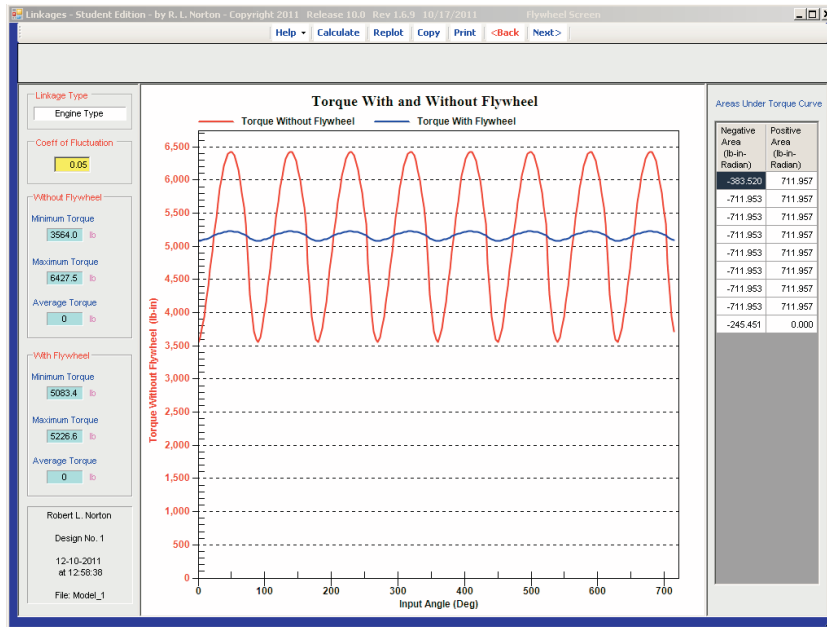 Linkages - Student Edition - by R. L. Norton - Copyright 2011 Release 10.0 Rev 1.6.9 10/17/2011 Flywheel Screen
Help Calculate Replot Copy Print <Back Next>
Linkage Type
Engine Type
Coeff of Fluctuation
0.05
Without Flywheel
Minimum Torque
3564.0 lb
Maximum Torque
6427.5 lb
Average Torque
0 lb
With Flywheel
Minimum Torque
5083.4 lb
Maximum Torque
5226.6 lb
Average Torque
0 lb
Robert L. Norton
Design No. 1
12-10-2011
at 12:58:38
File: Model_1
Torque With and Without Flywheel
Torque Without Flywheel Torque With Flywheel
Torque Without Flywheel (lb-in)
6,500
6,000
5,500
5,000
4,500
4,000
3,500
3,000
2,500
2,000
1,500
1,000
500
0
0 100 200 300 400 500 600 700
Input Angle (Deg)
Areas Under Torque Curve
Negative Area (lb-in-Radian) Positive Area (lb-in-Radian)
-383.520 711.957
-711.953 711.957
-711.953 711.957
-711.953 711.957
-711.953 711.957
-711.953 711.957
-711.953 711.957
-245.451 0.000